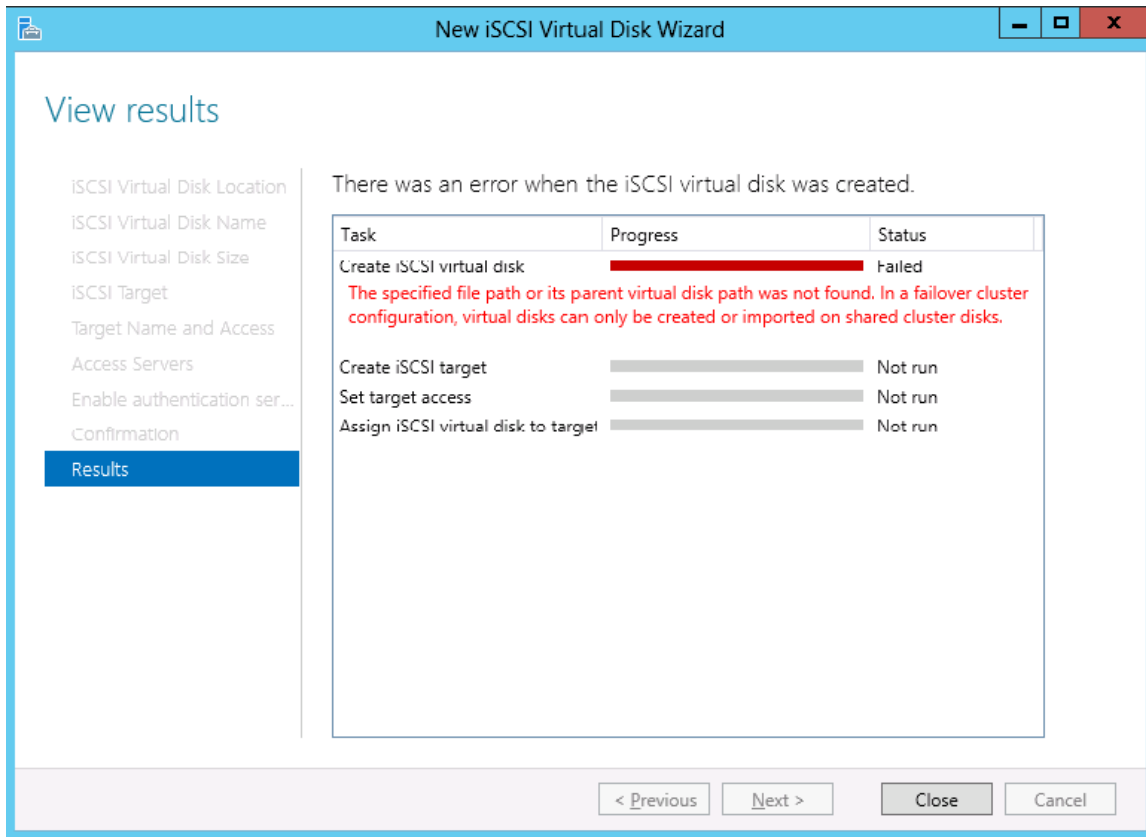 New iSCSI Virtual Disk Wizard
View results
iSCSI Virtual Disk Location
iSCSI Virtual Disk Name
iSCSI Virtual Disk Size
iSCSI Target
Target Name and Access
Access Servers
Enable authentication ser...
Confirmation
Results
There was an error when the iSCSI virtual disk was created.
Task Progress Status
Create iSCSI virtual disk Failed
The specified file path or its parent virtual disk path was not found. In a failover cluster
configuration, virtual disks can only be created or imported on shared cluster disks.
Create iSCSI target Not run
Set target access Not run
Assign iSCSI virtual disk to target Not run
< Previous Next > Close Cancel